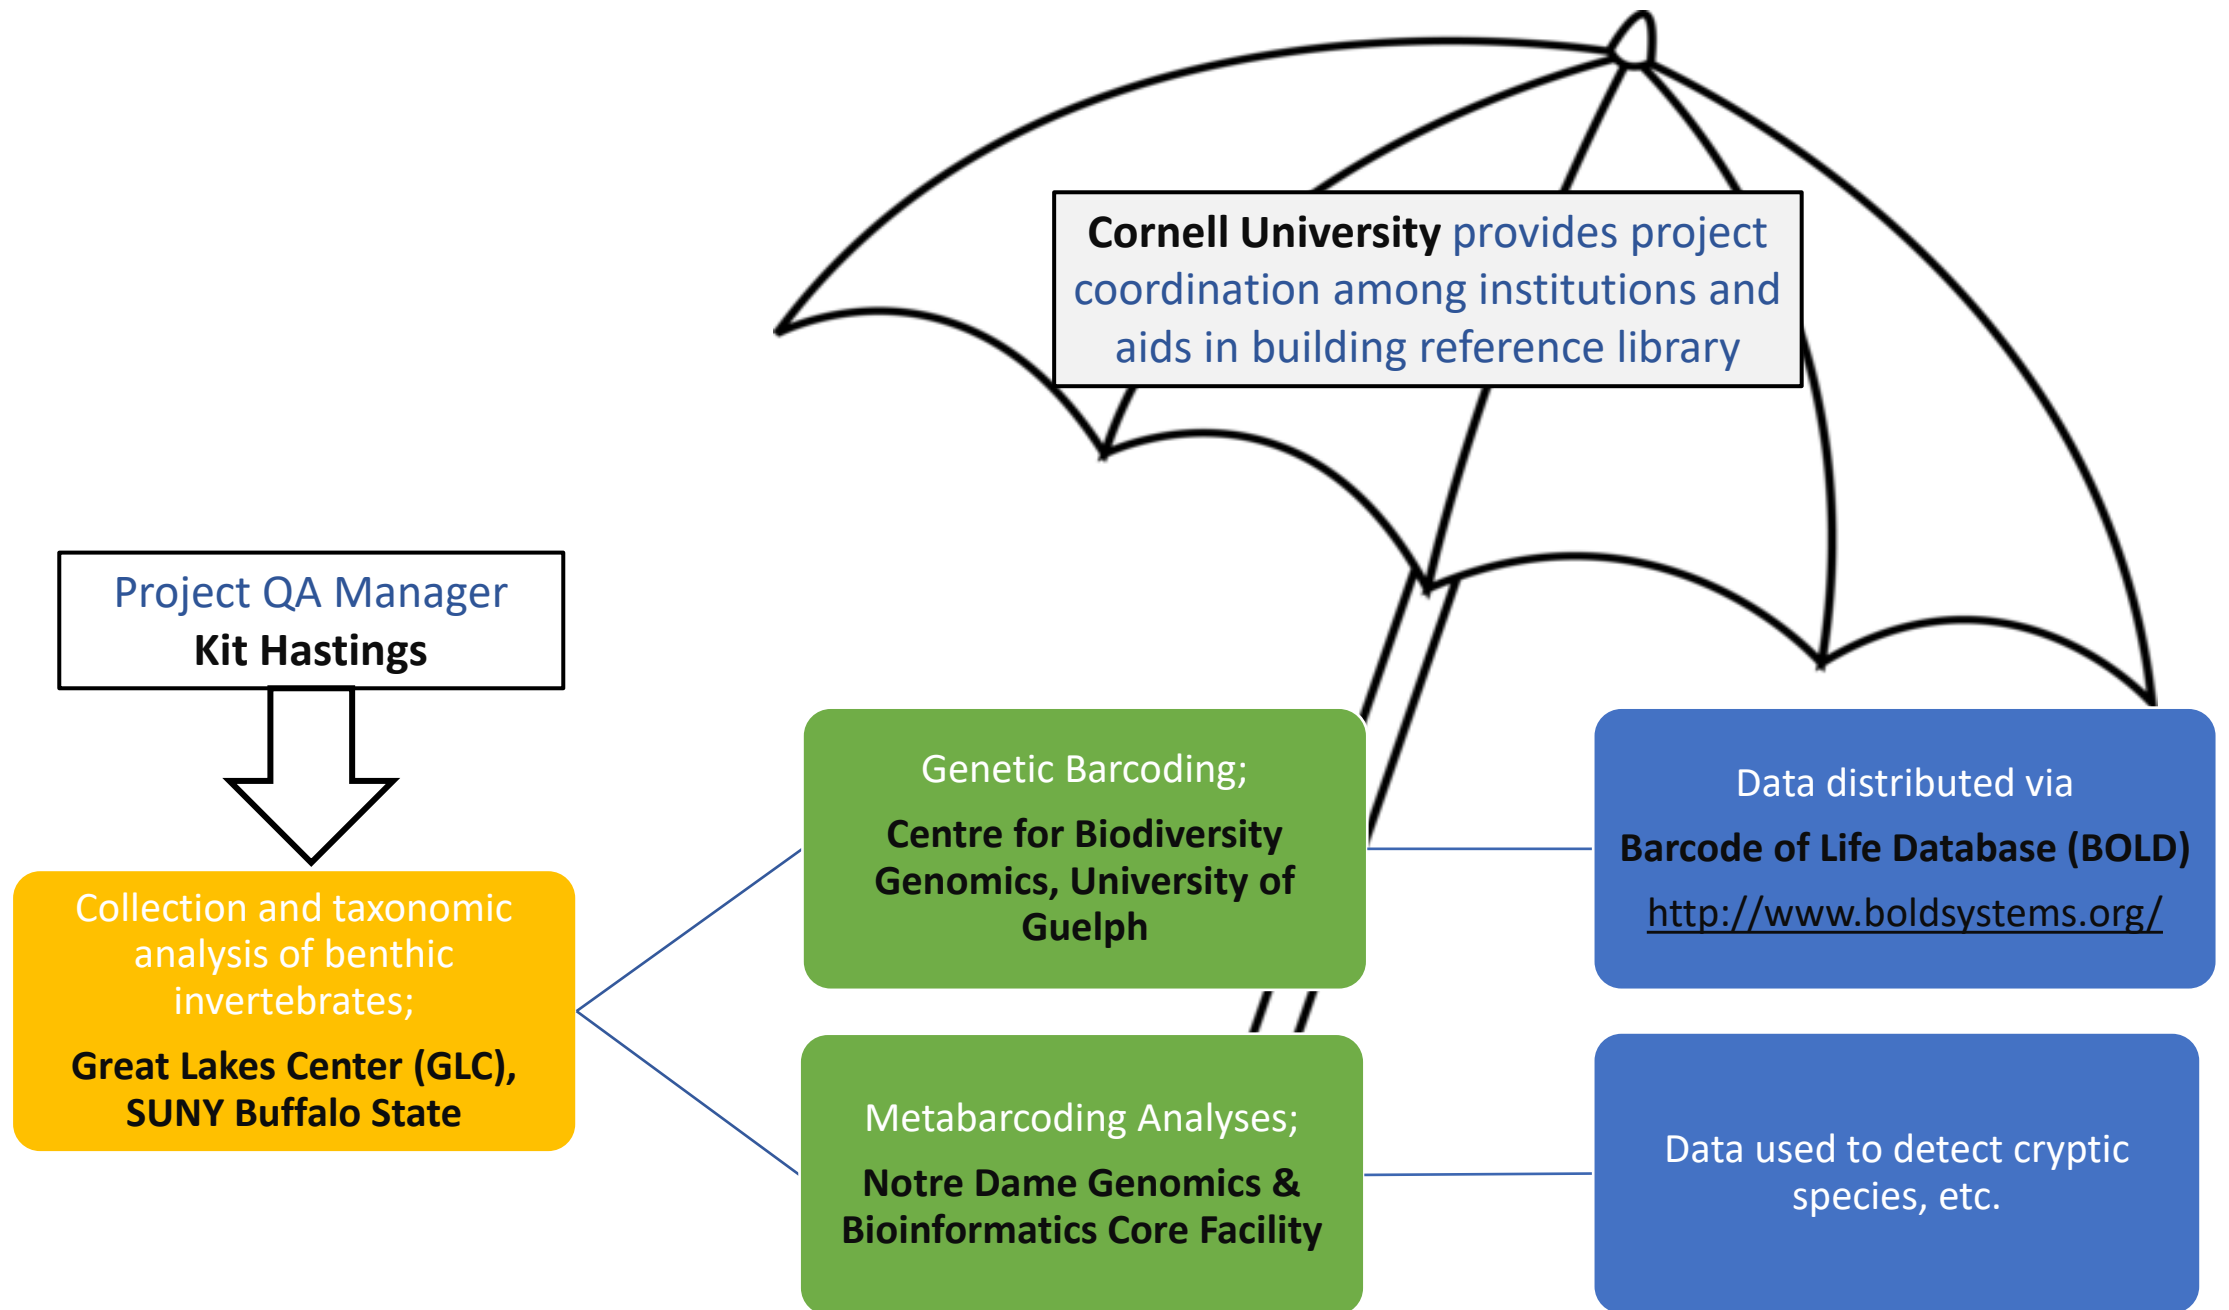 Cornell University provides project
coordination among institutions and
aids in building reference library
Project QA Manager
Kit Hastings
Collection and taxonomic
analysis of benthic
invertebrates;
Great Lakes Center (GLC),
SUNY Buffalo State
Genetic Barcoding;
Centre for Biodiversity
Genomics, University of
Guelph
Data distributed via
Barcode of Life Database (BOLD)
http://www.boldsystems.org/
Metabarcoding Analyses;
Notre Dame Genomics &
Bioinformatics Core Facility
Data used to detect cryptic
species, etc.